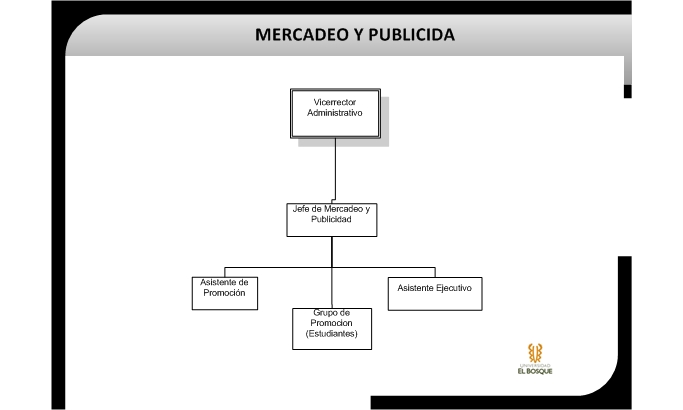 MERCADEO Y PUBLICIDA
Vicerrector
Administrativo
Jefe de Mercadeo y
Publicidad
Asistente de
Promoción
Grupo de
Promocion
(Estudiantes)
Asistente Ejecutivo
UNIVERSIDAD
EL BOSQUE